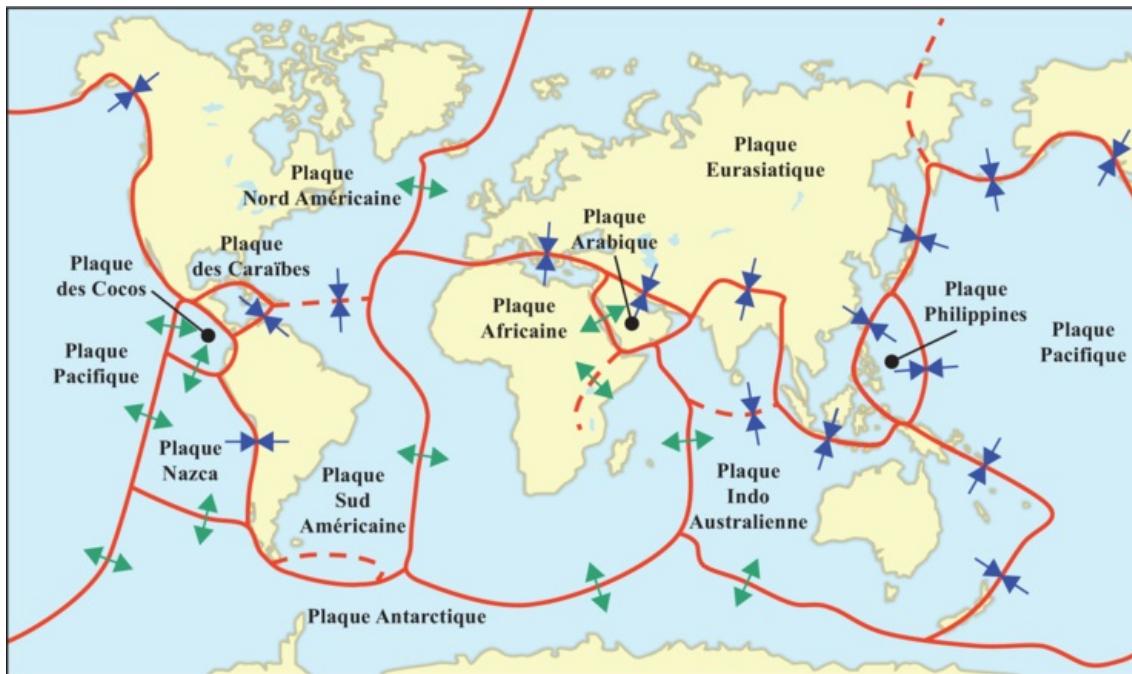 Plaque
Nord Américaine
Plaque
des Caraïbes
Plaque
des Cocos
Plaque
Pacifique
Plaque
Nazca
Plaque
Sud
Américaine
Plaque Antarctique
Plaque
Eurasiatique
Plaque
Arabique
Plaque
Africaine
Plaque
Indo
Australienne
Plaque
Philippines
Plaque
Pacifique